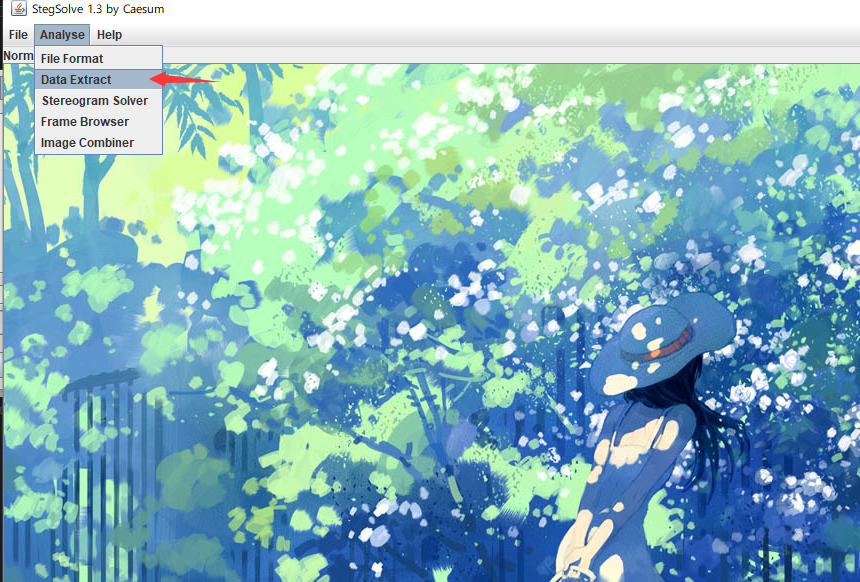 StegSolve 1.3 by Caesum
File Analyse Help
Norm
File Format
Data Extract
Stereogram Solver
Frame Browser
Image Combiner